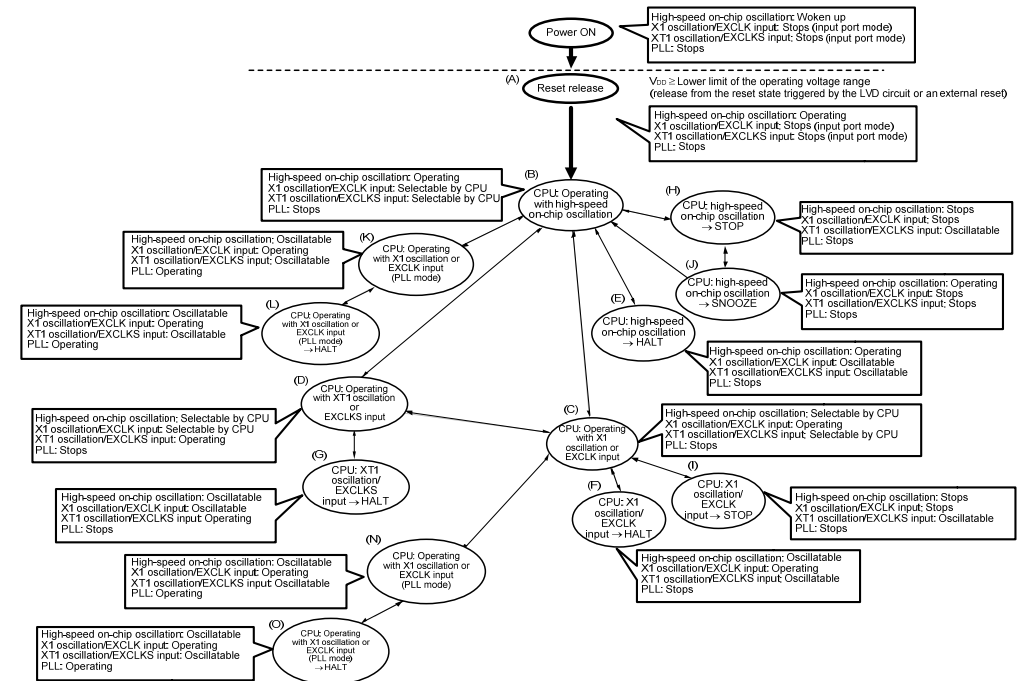 Power ON
High-speed on-chip oscillation: Woken up
X1 oscillation/EXCLK input: Stops (input port mode)
XT1 oscillation/EXCLKS input: Stops (input port mode)
PLL: Stops
(A)
Reset release
VDD ≥ Lower limit of the operating voltage range
(release from the reset state triggered by the LVD circuit or an external reset)
High-speed on-chip oscillation: Operating
X1 oscillation/EXCLK input: Stops (input port mode)
XT1 oscillation/EXCLKS input: Stops (input port mode)
PLL: Stops
(B)
CPU: Operating
with high-speed
on-chip oscillation
High-speed on-chip oscillation: Operating
X1 oscillation/EXCLK input: Selectable by CPU
XT1 oscillation/EXCLKS input: Selectable by CPU
PLL: Stops
(H)
CPU: high-speed
on-chip oscillation
→ STOP
High-speed on-chip oscillation: Stops
X1 oscillation/EXCLK input: Stops
XT1 oscillation/EXCLKS input: Oscillatable
PLL: Stops
(K)
CPU: Operating
with X1 oscillation or
EXCLK input
(PLL mode)
High-speed on-chip oscillation: Oscillatable
X1 oscillation/EXCLK input: Operating
XT1 oscillation/EXCLKS input: Oscillatable
PLL: Operating
(J)
CPU: high-speed
on-chip oscillation
→ SNOOZE
High-speed on-chip oscillation: Operating
X1 oscillation/EXCLK input: Stops
XT1 oscillation/EXCLKS input: Stops
PLL: Stops
(L)
CPU: Operating
with X1 oscillation or
EXCLK input
(PLL mode)
→ HALT
High-speed on-chip oscillation: Oscillatable
X1 oscillation/EXCLK input: Operating
XT1 oscillation/EXCLKS input: Oscillatable
PLL: Operating
(E)
CPU: high-speed
on-chip oscillation
→ HALT
High-speed on-chip oscillation: Operating
X1 oscillation/EXCLK input: Oscillatable
XT1 oscillation/EXCLKS input: Oscillatable
PLL: Stops
(D)
CPU: Operating
with XT1 oscillation
or
EXCLKS input
High-speed on-chip oscillation: Selectable by CPU
X1 oscillation/EXCLK input: Selectable by CPU
XT1 oscillation/EXCLKS input: Operating
PLL: Stops
(C)
CPU: Operating
with X1
oscillation or
EXCLK input
High-speed on-chip oscillation: Selectable by CPU
X1 oscillation/EXCLK input: Operating
XT1 oscillation/EXCLKS input: Selectable by CPU
PLL: Stops
(G)
CPU: XT1
oscillation/
EXCLKS
input → HALT
High-speed on-chip oscillation: Oscillatable
X1 oscillation/EXCLK input: Oscillatable
XT1 oscillation/EXCLKS input: Operating
PLL: Stops
(F)
CPU: X1
oscillation/
EXCLK
input → HALT
High-speed on-chip oscillation: Oscillatable
X1 oscillation/EXCLK input: Operating
XT1 oscillation/EXCLKS input: Oscillatable
PLL: Stops
(I)
CPU: X1
oscillation/
EXCLK
input → STOP
High-speed on-chip oscillation: Stops
X1 oscillation/EXCLK input: Stops
XT1 oscillation/EXCLKS input: Oscillatable
PLL: Stops
(N)
CPU: Operating
with X1 oscillation or
EXCLK input
(PLL mode)
High-speed on-chip oscillation: Oscillatable
X1 oscillation/EXCLK input: Operating
XT1 oscillation/EXCLKS input: Oscillatable
PLL: Operating
(O)
CPU: Operating
with X1 oscillation or
EXCLK input
(PLL mode)
→ HALT
High-speed on-chip oscillation: Oscillatable
X1 oscillation/EXCLK input: Operating
XT1 oscillation/EXCLKS input: Oscillatable
PLL: Operating